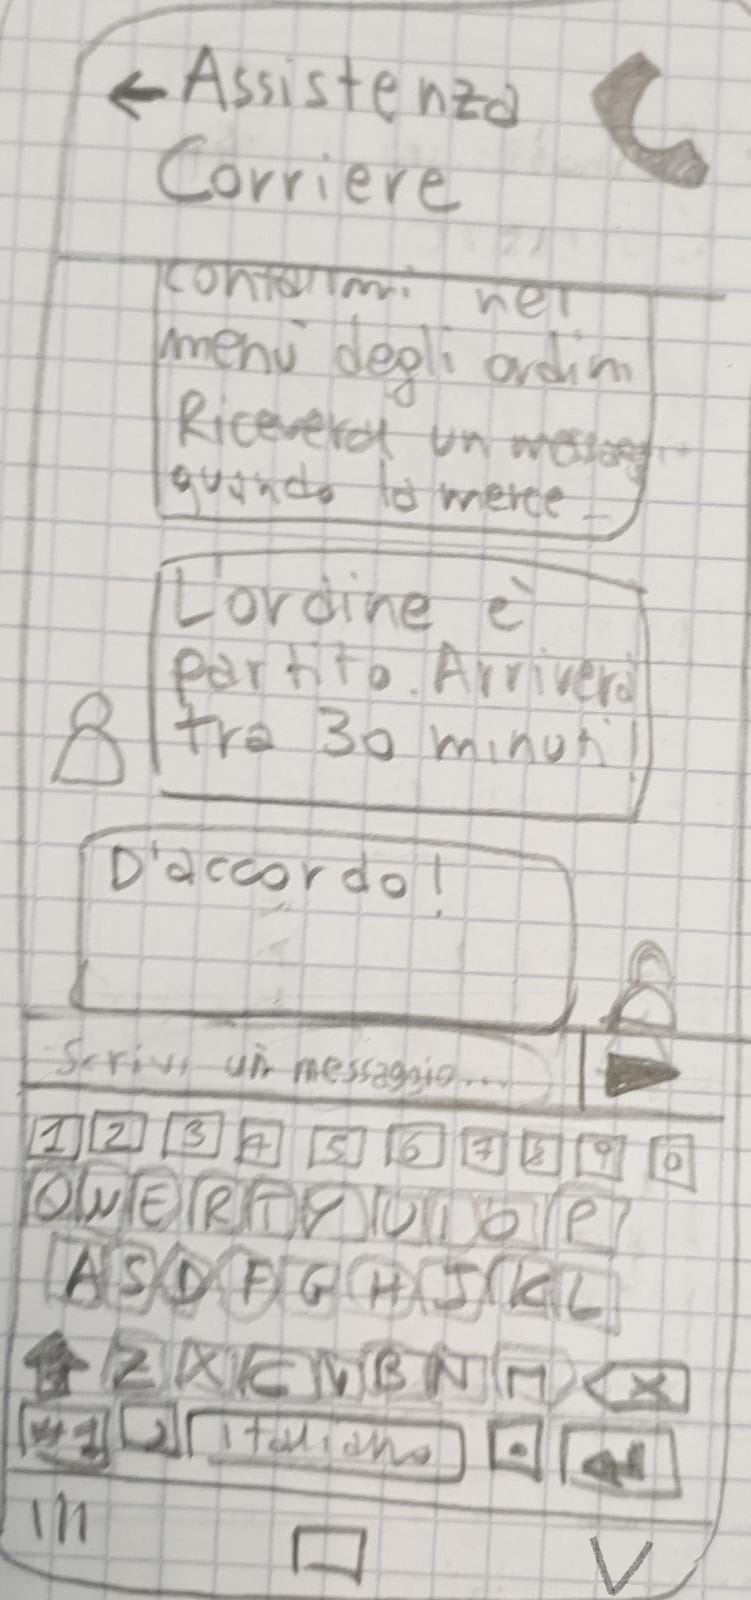 ← Assistenza
Corriere
contattami nel
menù degli ordini
Riceverai un messaggio
quando la merce
L'ordine è
partito. Arriverà
tra 30 minuti!
D'accordo!
Scrivi un messaggio...
1 2 3 4 5 6 7 8 9 0
Q W E R T Y U I O P
A S D F G H J K L
Z X C V B N M X
#1 , italiano .